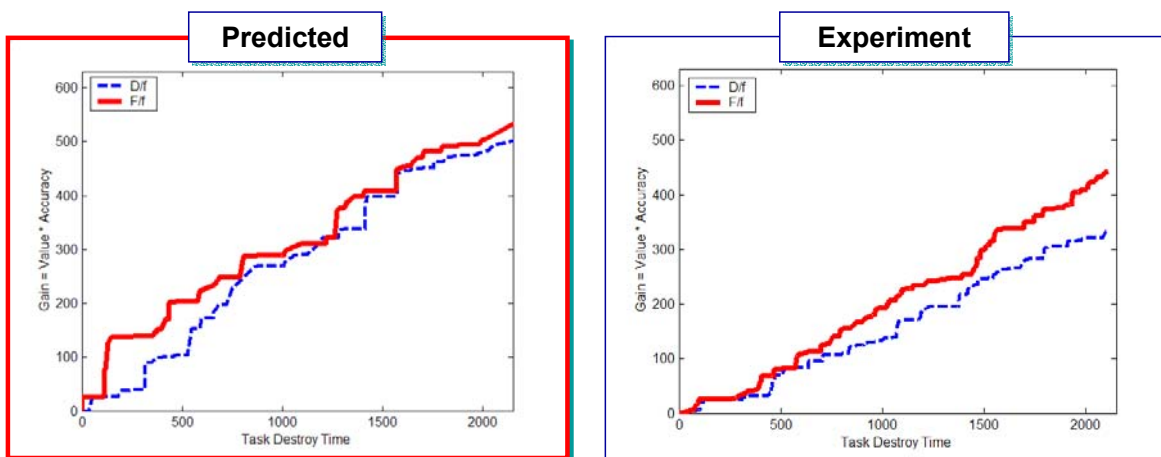 Predicted
D/f
F/f
600
500
400
300
200
100
0
Gain = Value * Accuracy
0 500 1000 1500 2000
Task Destroy Time
Experiment
D/f
F/f
600
500
400
300
200
100
0
Gain = Value * Accuracy
0 500 1000 1500 2000
Task Destroy Time